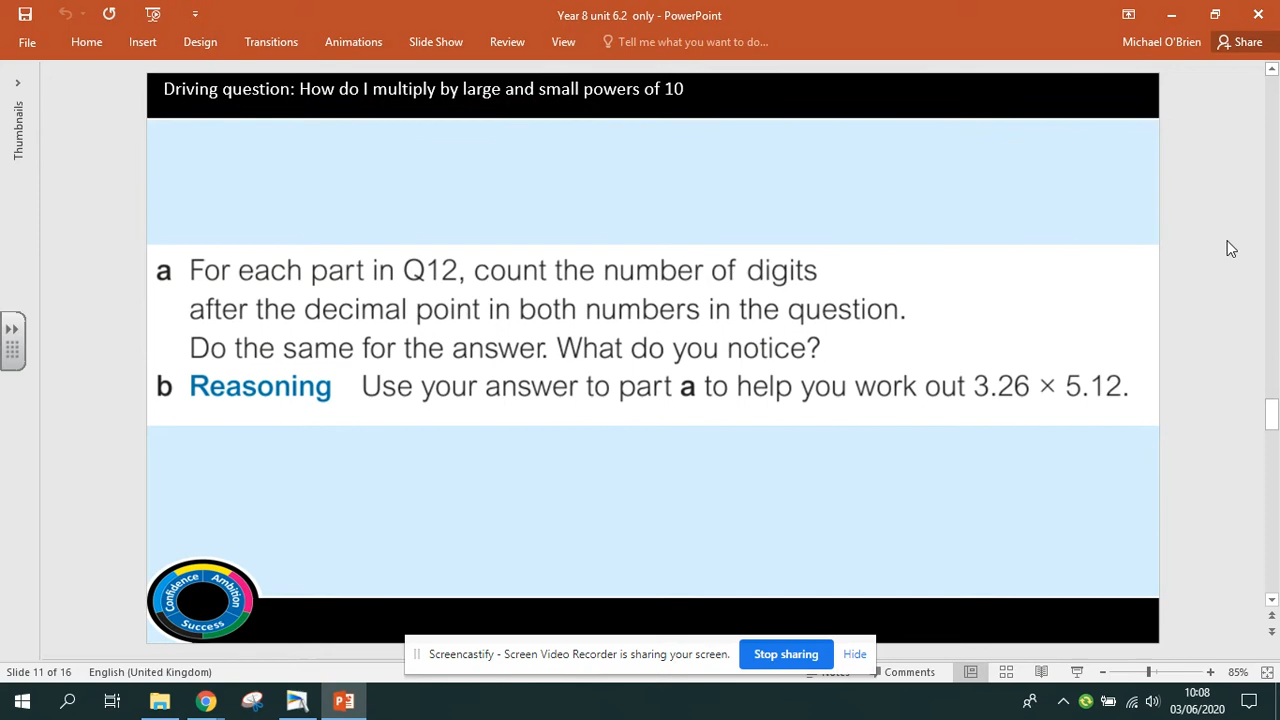 Year 8 unit 6.2 only - PowerPoint
File Home Insert Design Transitions Animations Slide Show Review View Tell me what you want to do... Michael O'Brien Share
Thumbnails
Driving question: How do I multiply by large and small powers of 10
a For each part in Q12, count the number of digits
after the decimal point in both numbers in the question.
Do the same for the answer. What do you notice?
b Reasoning Use your answer to part a to help you work out 3.26 × 5.12.
Confidence Ambition
Success
Screencastify - Screen Video Recorder is sharing your screen. Stop sharing Hide
Slide 11 of 16 English (United Kingdom) Notes Comments 85%
10:08
03/06/2020